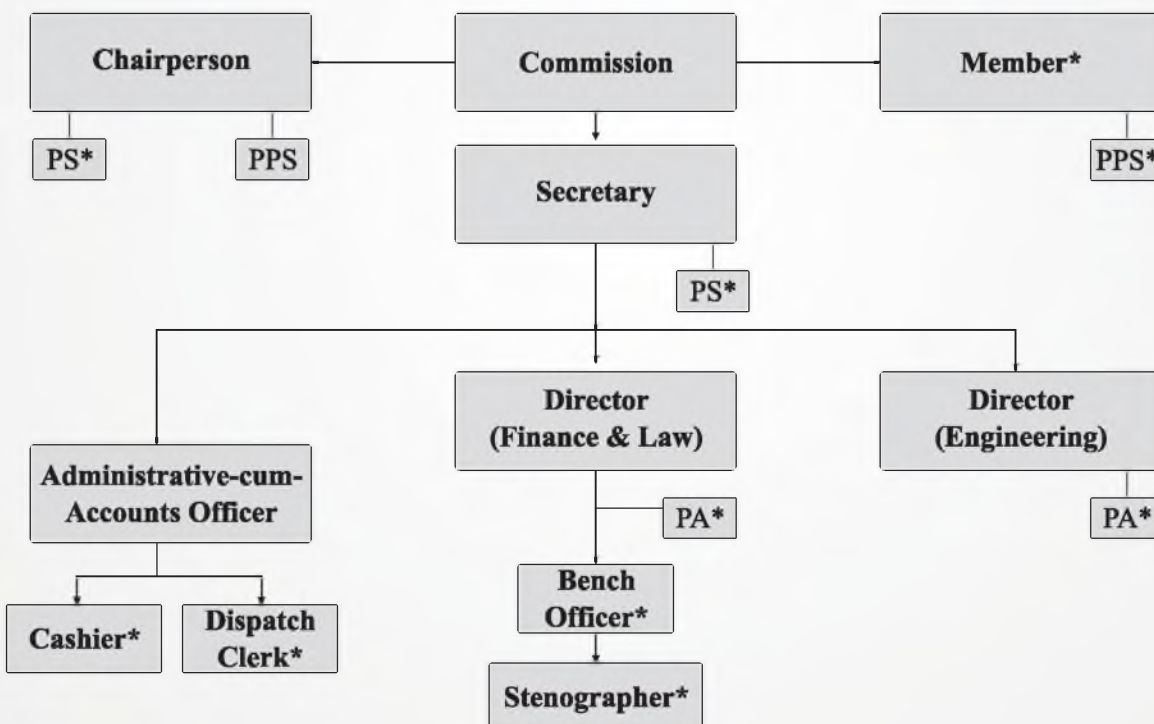 Chairperson
Commission
Member*
PS*
PPS
PPS*
Secretary
PS*
Director
(Finance & Law)
Director
(Engineering)
Administrative-cum-
Accounts Officer
PA*
PA*
Bench
Officer*
Cashier*
Dispatch
Clerk*
Stenographer*